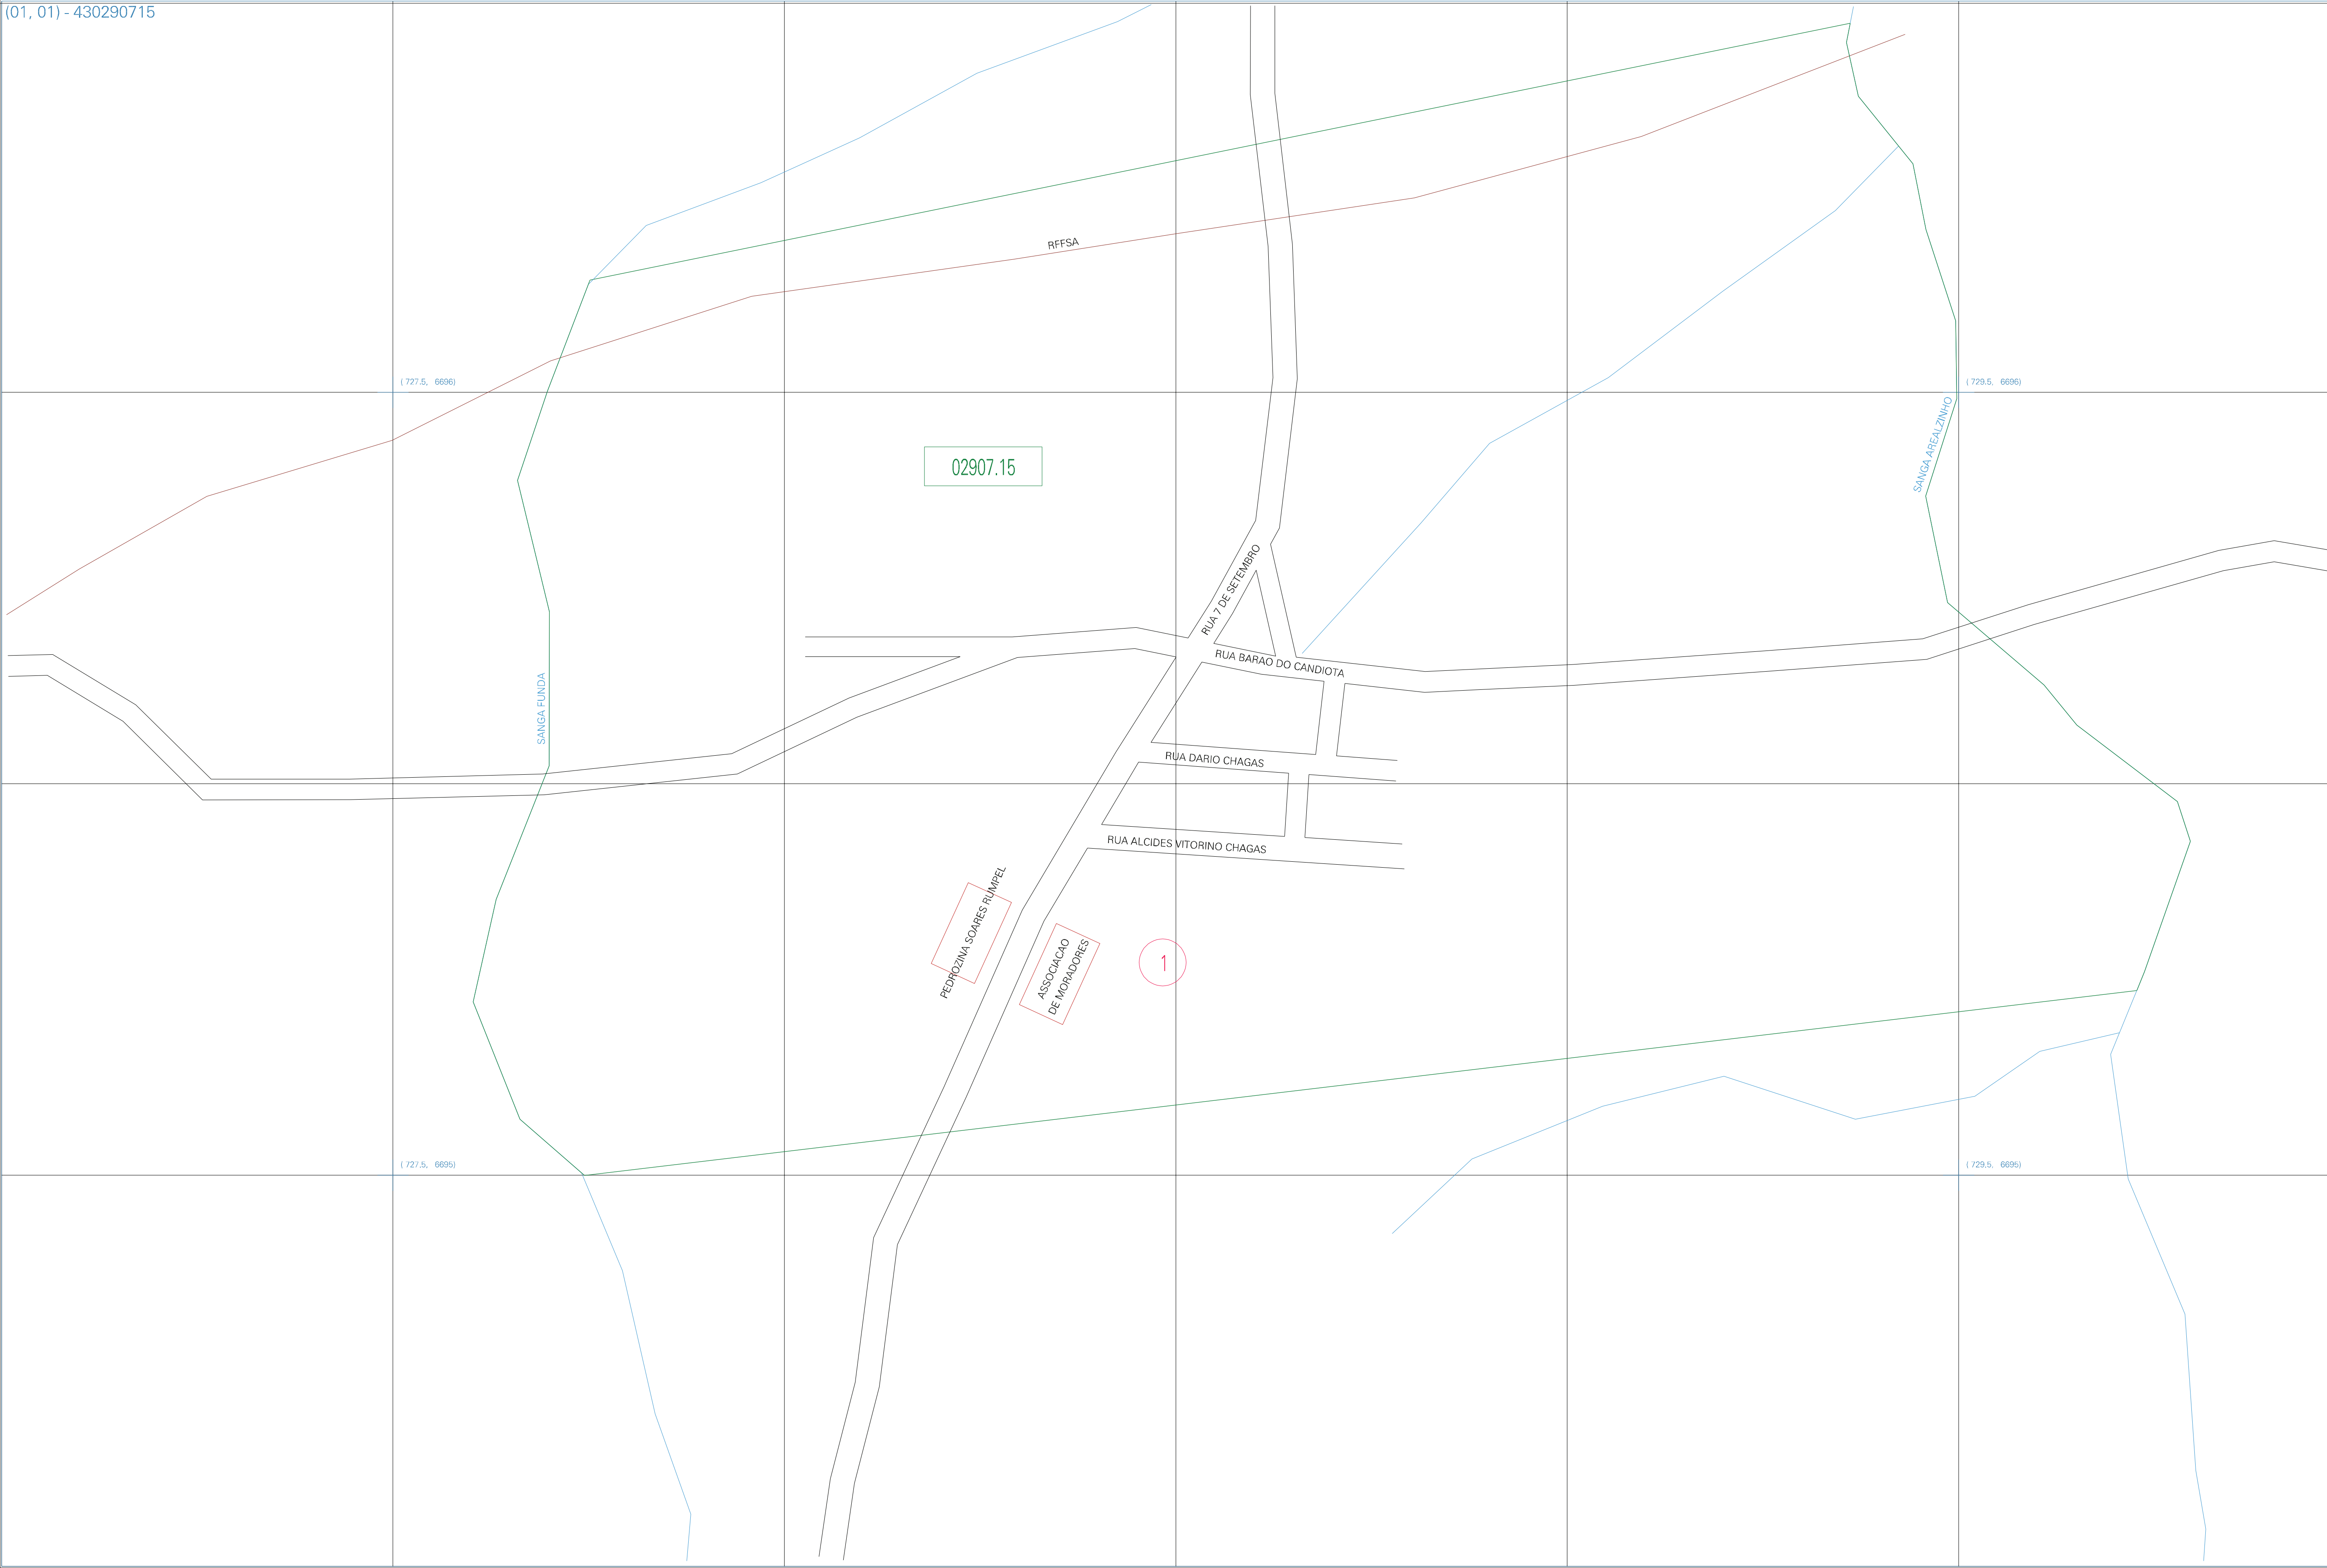 (01, 01) - 430290715
RFFSA
( 727.5, 6696)
( 729.5, 6696)
SANGA AREALZINHO
02907.15
RUA 7 DE SETEMBRO
RUA BARAO DO CANDIOTA
SANGA FUNDA
RUA DARIO CHAGAS
RUA ALCIDES VITORINO CHAGAS
PEDROZINA SOARES RUMPEL
ASSOCIACAO
DE MORADORES
1
( 727.5, 6695)
( 729.5, 6695)